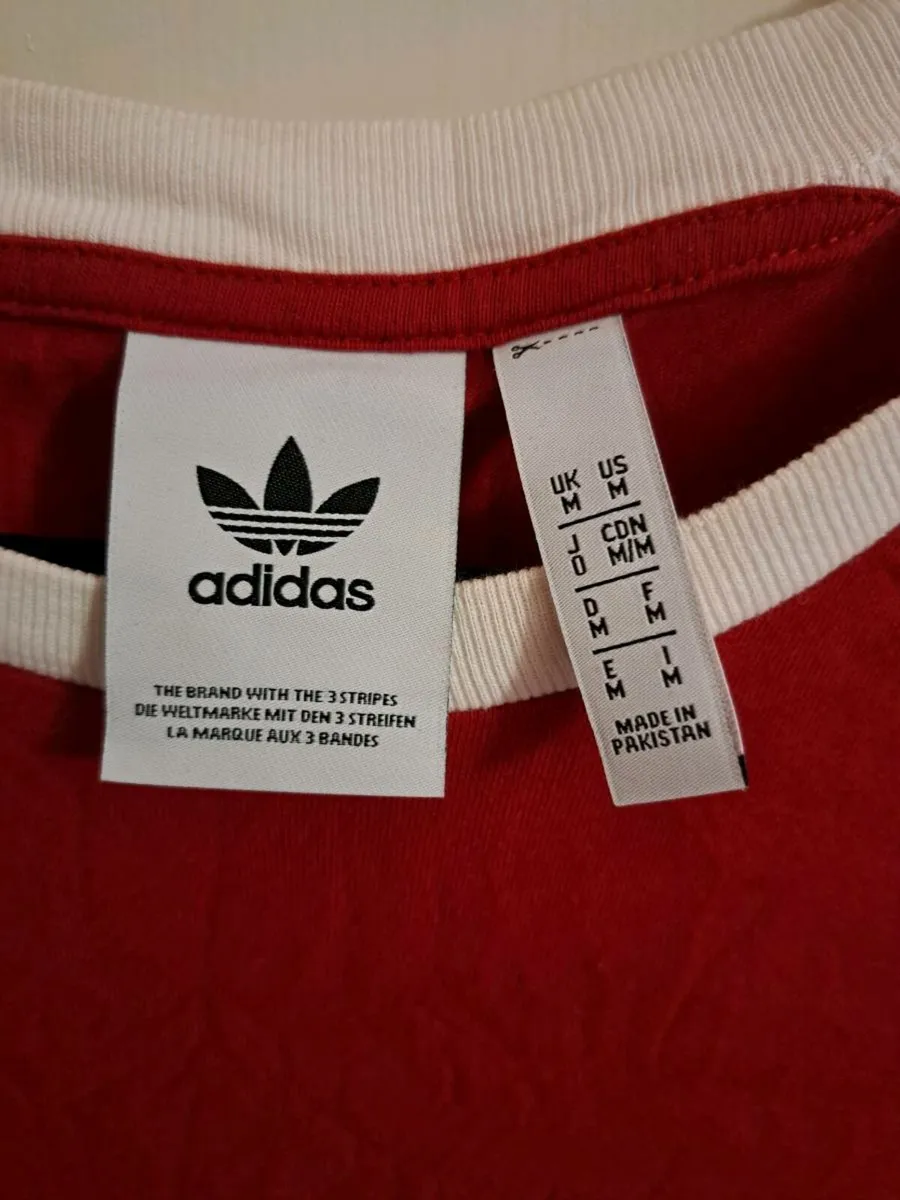 adidas
THE BRAND WITH THE 3 STRIPES
DIE WELTMARKE MIT DEN 3 STREIFEN
LA MARQUE AUX 3 BANDES
UK US
M M
J CDN
O M/M
D F
M M
E I
M M
MADE IN
PAKISTAN